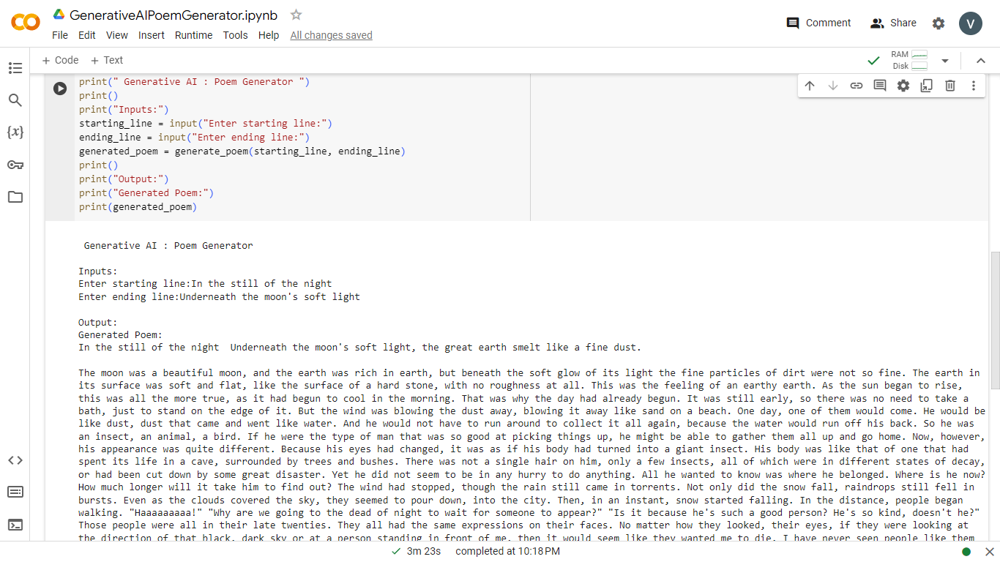 GenerativeAIPoemGenerator.ipynb
Comment
Share
V
File Edit View Insert Runtime Tools Help All changes saved
+ Code + Text
RAM
Disk
print(" Generative AI : Poem Generator ")
print()
print("Inputs:")
starting_line = input("Enter starting line:")
ending_line = input("Enter ending line:")
generated_poem = generate_poem(starting_line, ending_line)
print()
print("Output:")
print("Generated Poem:")
print(generated_poem)
{x}
Generative AI : Poem Generator
Inputs:
Enter starting line:In the still of the night
Enter ending line:Underneath the moon's soft light
Output:
Generated Poem:
In the still of the night  Underneath the moon's soft light, the great earth smelt like a fine dust.
The moon was a beautiful moon, and the earth was rich in earth, but beneath the soft glow of its light the fine particles of dirt were not so fine. The earth in
its surface was soft and flat, like the surface of a hard stone, with no roughness at all. This was the feeling of an earthy earth. As the sun began to rise,
this was all the more true, as it had begun to cool in the morning. That was why the day had already begun. It was still early, so there was no need to take a
bath, just to stand on the edge of it. But the wind was blowing the dust away, blowing it away like sand on a beach. One day, one of them would come. He would be
like dust, dust that came and went like water. And he would not have to run around to collect it all again, because the water would run off his back. So he was
an insect, an animal, a bird. If he were the type of man that was so good at picking things up, he might be able to gather them all up and go home. Now, however,
his appearance was quite different. Because his eyes had changed, it was as if his body had turned into a giant insect. His body was like that of one that had
spent its life in a cave, surrounded by trees and bushes. There was not a single hair on him, only a few insects, all of which were in different states of decay,
or had been cut down by some great disaster. Yet he did not seem to be in any hurry to do anything. All he wanted to know was where he belonged. Where is he now?
How much longer will it take him to find out? The wind had stopped, though the rain still came in torrents. Not only did the snow fall, raindrops still fell in
bursts. Even as the clouds covered the sky, they seemed to pour down, into the city. Then, in an instant, snow started falling. In the distance, people began
walking. "Haaaaaaaaa!" "Why are we going to the dead of night to wait for someone to appear?" "Is it because he's such a good person? He's so kind, doesn't he?"
Those people were all in their late twenties. They all had the same expressions on their faces. No matter how they looked, their eyes, if they were looking at
the direction of that black, dark sky or at a person standing in front of me, then it would seem like they wanted me to die. I have never seen people like them
3m 23s completed at 10:18 PM